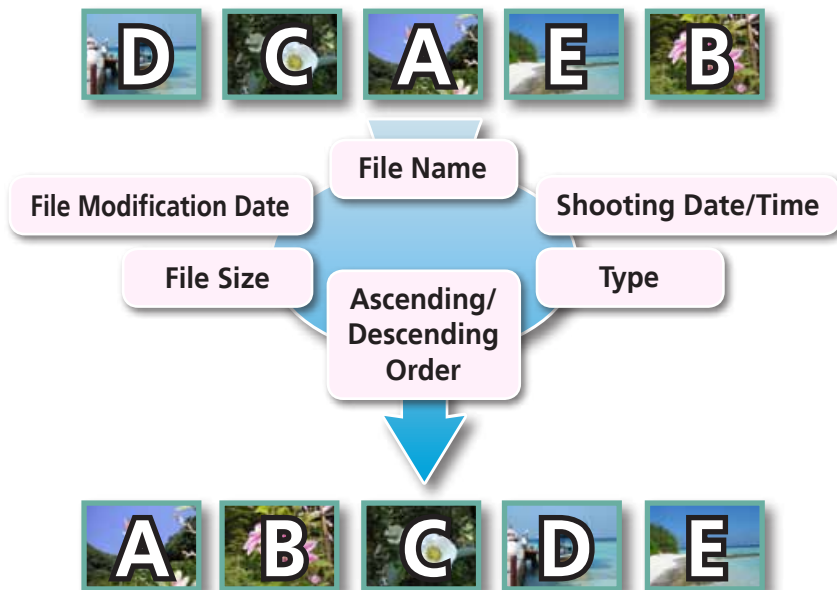 D C A E B
File Name
File Modification Date
Shooting Date/Time
File Size
Type
Ascending/
Descending
Order
A B C D E